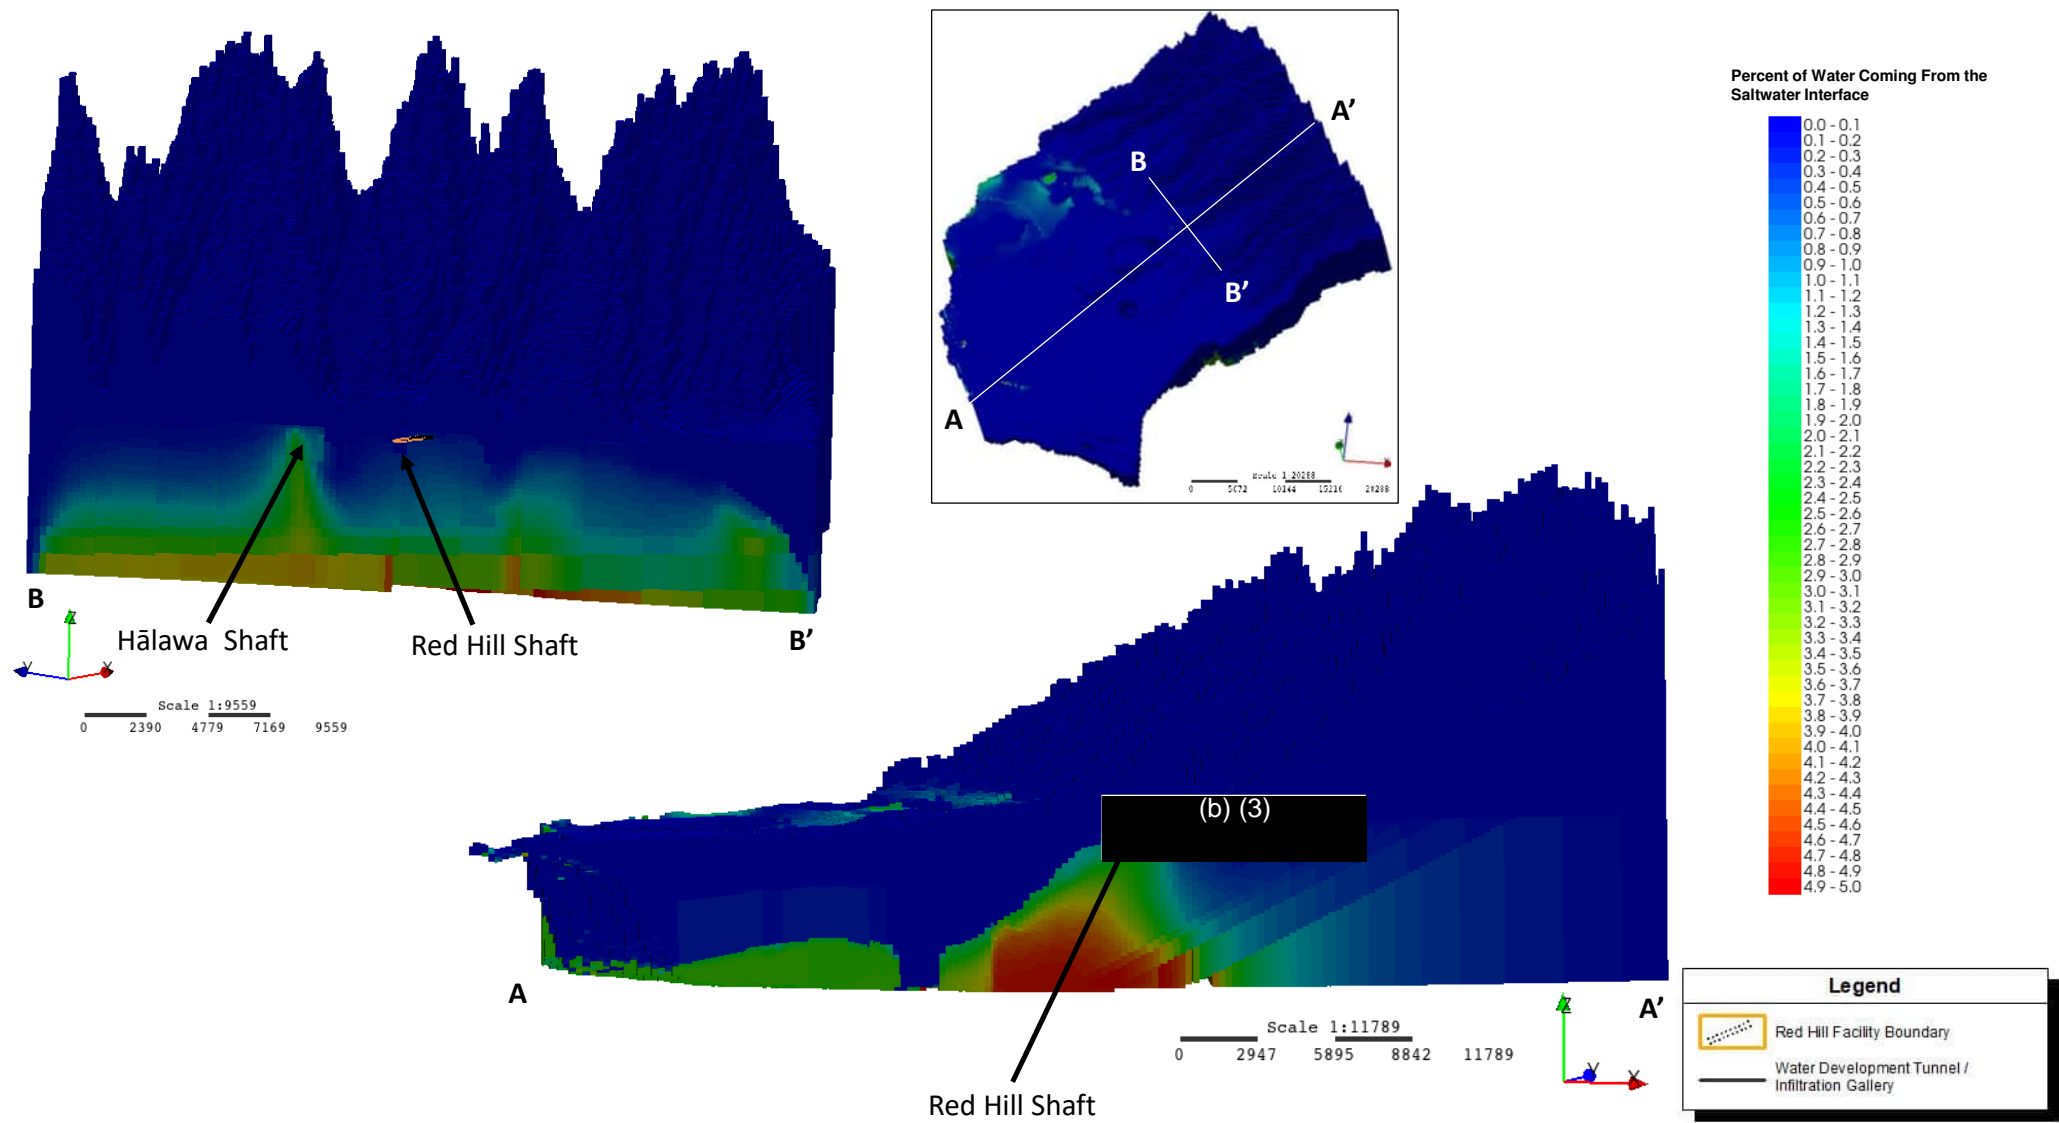 B
B'
Hālawa  Shaft
Red Hill Shaft
Z
Y
X
Scale 1:9559
0 2390 4779 7169 9559
A
A'
B
B'
Scale 1:20288
0 5072 10144 15216 20288
Percent of Water Coming From the
Saltwater Interface
0.0 - 0.1
0.1 - 0.2
0.2 - 0.3
0.3 - 0.4
0.4 - 0.5
0.5 - 0.6
0.6 - 0.7
0.7 - 0.8
0.8 - 0.9
0.9 - 1.0
1.0 - 1.1
1.1 - 1.2
1.2 - 1.3
1.3 - 1.4
1.4 - 1.5
1.5 - 1.6
1.6 - 1.7
1.7 - 1.8
1.8 - 1.9
1.9 - 2.0
2.0 - 2.1
2.1 - 2.2
2.2 - 2.3
2.3 - 2.4
2.4 - 2.5
2.5 - 2.6
2.6 - 2.7
2.7 - 2.8
2.8 - 2.9
2.9 - 3.0
3.0 - 3.1
3.1 - 3.2
3.2 - 3.3
3.3 - 3.4
3.4 - 3.5
3.5 - 3.6
3.6 - 3.7
3.7 - 3.8
3.8 - 3.9
3.9 - 4.0
4.0 - 4.1
4.1 - 4.2
4.2 - 4.3
4.3 - 4.4
4.4 - 4.5
4.5 - 4.6
4.6 - 4.7
4.7 - 4.8
4.8 - 4.9
4.9 - 5.0
(b) (3)
A
A'
Red Hill Shaft
Scale 1:11789
0 2947 5895 8842 11789
Z
Y
X
Legend
Red Hill Facility Boundary
Water Development Tunnel /
Infiltration Gallery